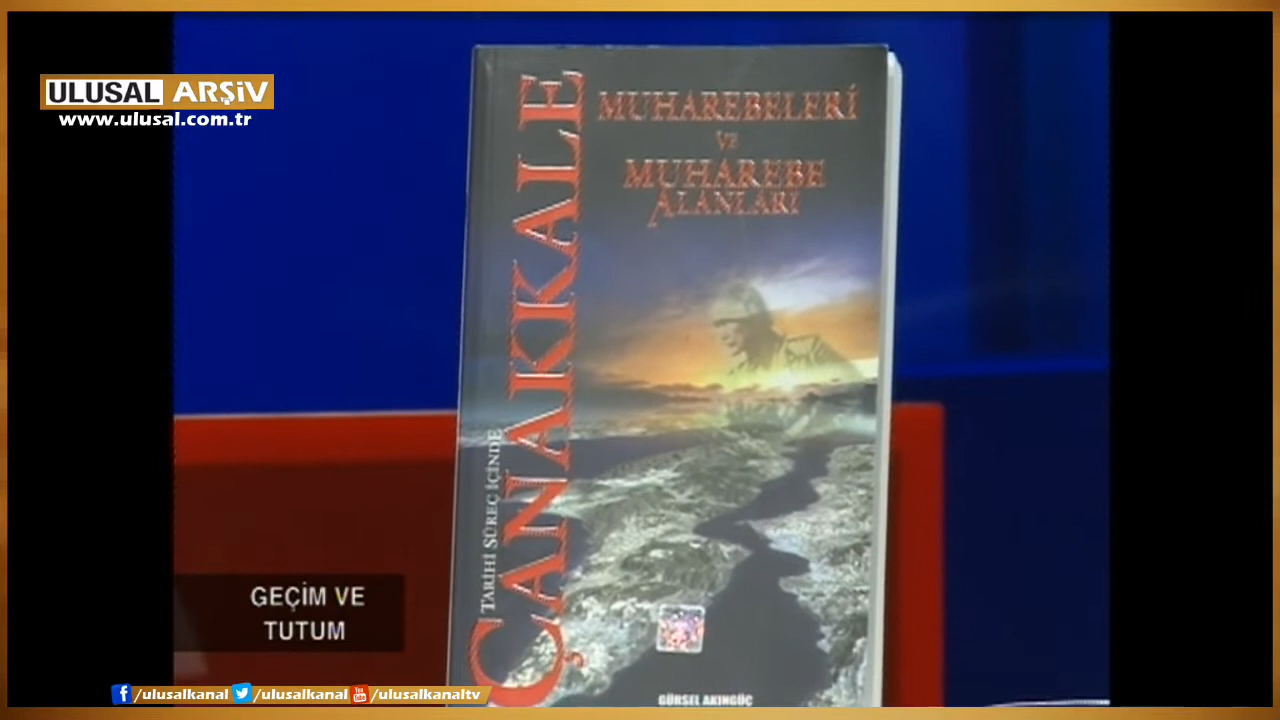 ULUSAL ARŞİV
www.ulusal.com.tr
TARİHİ SÜREÇ İÇİNDE
ÇANAKKALE
MUHAREBELERİ
VE
MUHAREBE
ALANLARI
GÜRSEL AKINGÜÇ
GEÇİM VE
TUTUM
/ulusalkanal /ulusalkanal /ulusalkanaltv